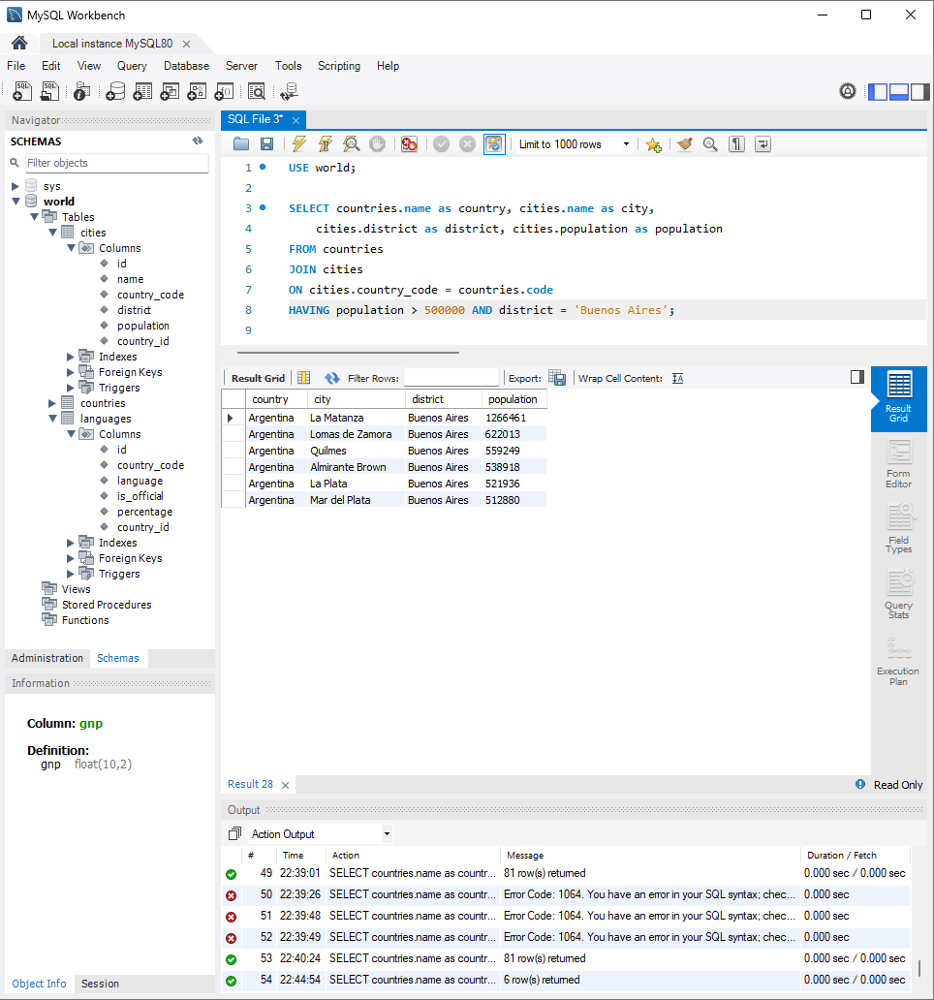 MySQL Workbench
Local instance MySQL80
File Edit View Query Database Server Tools Scripting Help
Navigator
SCHEMAS
Filter objects
sys
world
Tables
cities
Columns
id
name
country_code
district
population
country_id
Indexes
Foreign Keys
Triggers
countries
languages
Columns
id
country_code
language
is_official
percentage
country_id
Indexes
Foreign Keys
Triggers
Views
Stored Procedures
Functions
Administration Schemas
Information
Column: gnp
Definition:
gnp float(10,2)
Object Info Session
SQL File 3*
Limit to 1000 rows
1 USE world;
2
3 SELECT countries.name as country, cities.name as city,
4 cities.district as district, cities.population as population
5 FROM countries
6 JOIN cities
7 ON cities.country_code = countries.code
8 HAVING population > 500000 AND district = 'Buenos Aires';
9
Result Grid Filter Rows: Export: Wrap Cell Content:
country city district population
Argentina La Matanza Buenos Aires 1266461
Argentina Lomas de Zamora Buenos Aires 622013
Argentina Quilmes Buenos Aires 559249
Argentina Almirante Brown Buenos Aires 538918
Argentina La Plata Buenos Aires 521936
Argentina Mar del Plata Buenos Aires 512880
Result
Grid
Form
Editor
Field
Types
Query
Stats
Execution
Plan
Result 28 Read Only
Output
Action Output
# Time Action Message Duration / Fetch
49 22:39:01 SELECT countries.name as countr... 81 row(s) returned 0.000 sec / 0.000 sec
50 22:39:26 SELECT countries.name as countr... Error Code: 1064. You have an error in your SQL syntax; chec... 0.000 sec
51 22:39:48 SELECT countries.name as countr... Error Code: 1064. You have an error in your SQL syntax; chec... 0.000 sec
52 22:39:49 SELECT countries.name as countr... Error Code: 1064. You have an error in your SQL syntax; chec... 0.000 sec
53 22:40:24 SELECT countries.name as countr... 81 row(s) returned 0.000 sec / 0.000 sec
54 22:44:54 SELECT countries.name as countr... 6 row(s) returned 0.000 sec / 0.000 sec